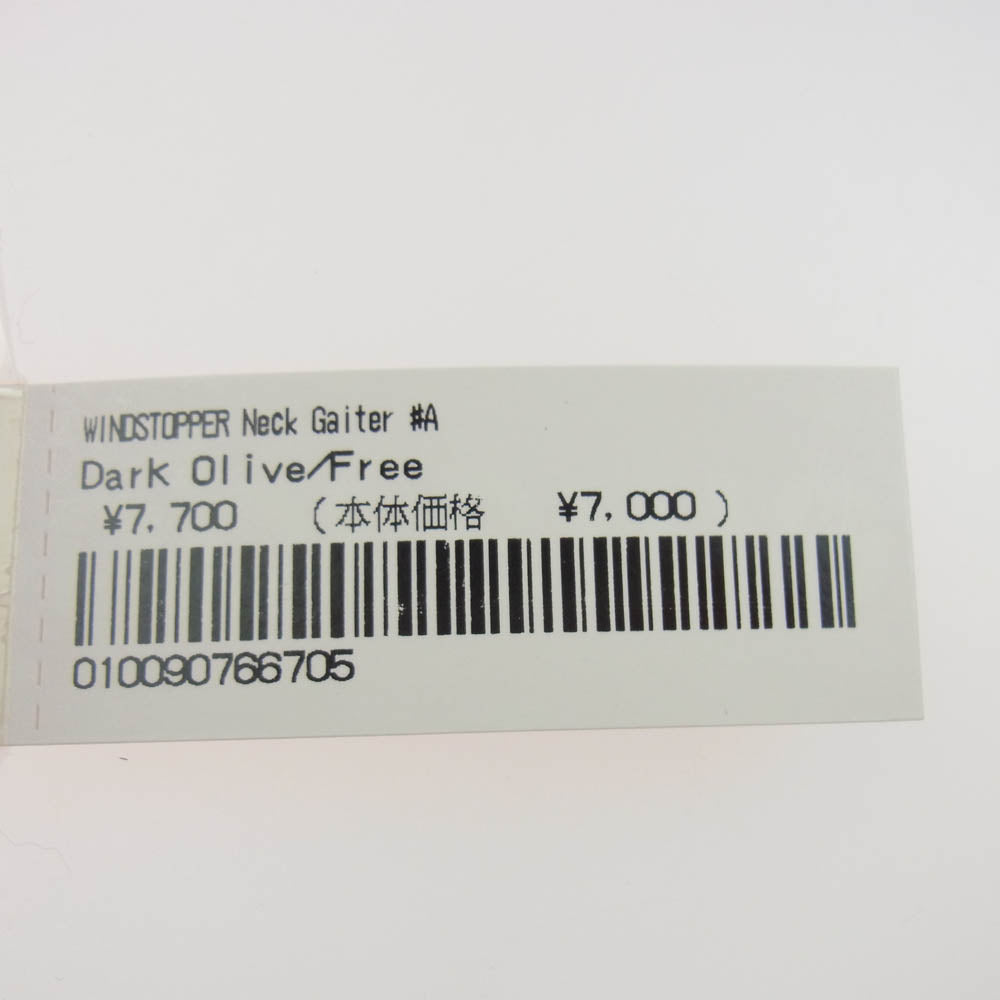 WINDSTOPPER Neck Gaiter #A
Dark Olive/Free
¥7,700 (本体価格 ¥7,000)
010090766705